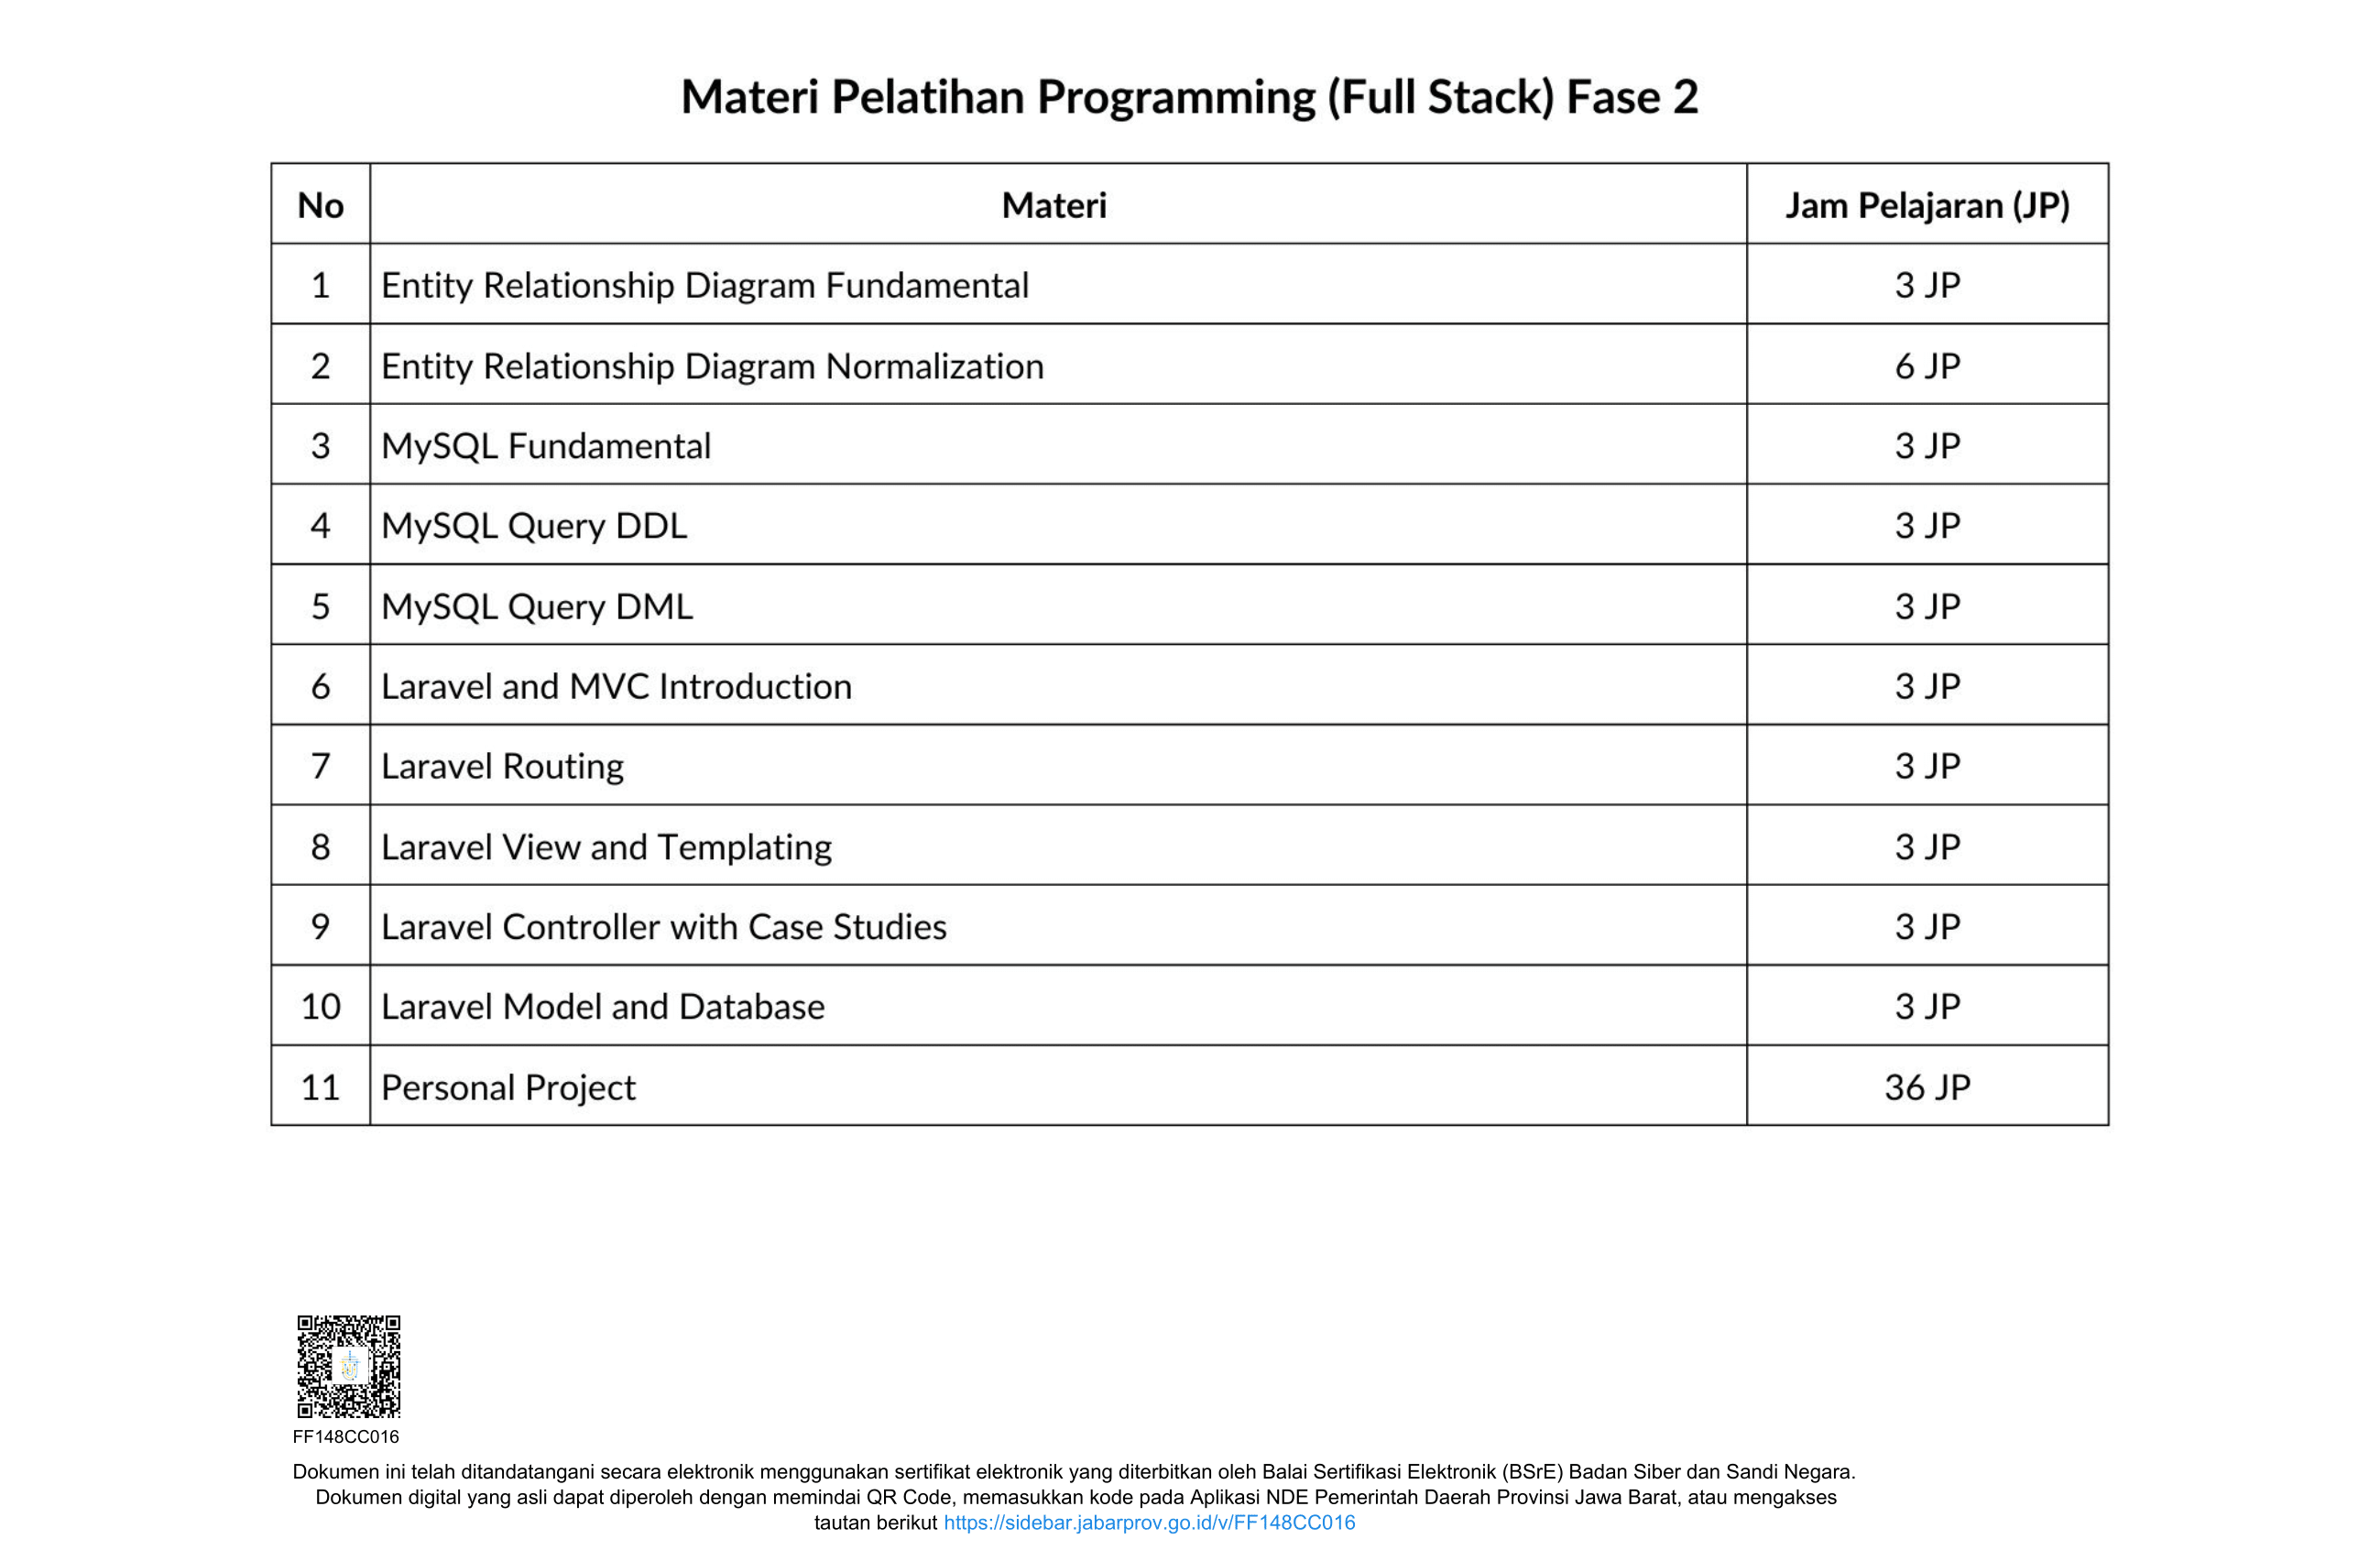 Materi Pelatihan Programming (Full Stack) Fase 2
No Materi Jam Pelajaran (JP)
1 Entity Relationship Diagram Fundamental 3 JP
2 Entity Relationship Diagram Normalization 6 JP
3 MySQL Fundamental 3 JP
4 MySQL Query DDL 3 JP
5 MySQL Query DML 3 JP
6 Laravel and MVC Introduction 3 JP
7 Laravel Routing 3 JP
8 Laravel View and Templating 3 JP
9 Laravel Controller with Case Studies 3 JP
10 Laravel Model and Database 3 JP
11 Personal Project 36 JP
FF148CC016
Dokumen ini telah ditandatangani secara elektronik menggunakan sertifikat elektronik yang diterbitkan oleh Balai Sertifikasi Elektronik (BSrE) Badan Siber dan Sandi Negara.
Dokumen digital yang asli dapat diperoleh dengan memindai QR Code, memasukkan kode pada Aplikasi NDE Pemerintah Daerah Provinsi Jawa Barat, atau mengakses
tautan berikut https://sidebar.jabarprov.go.id/v/FF148CC016